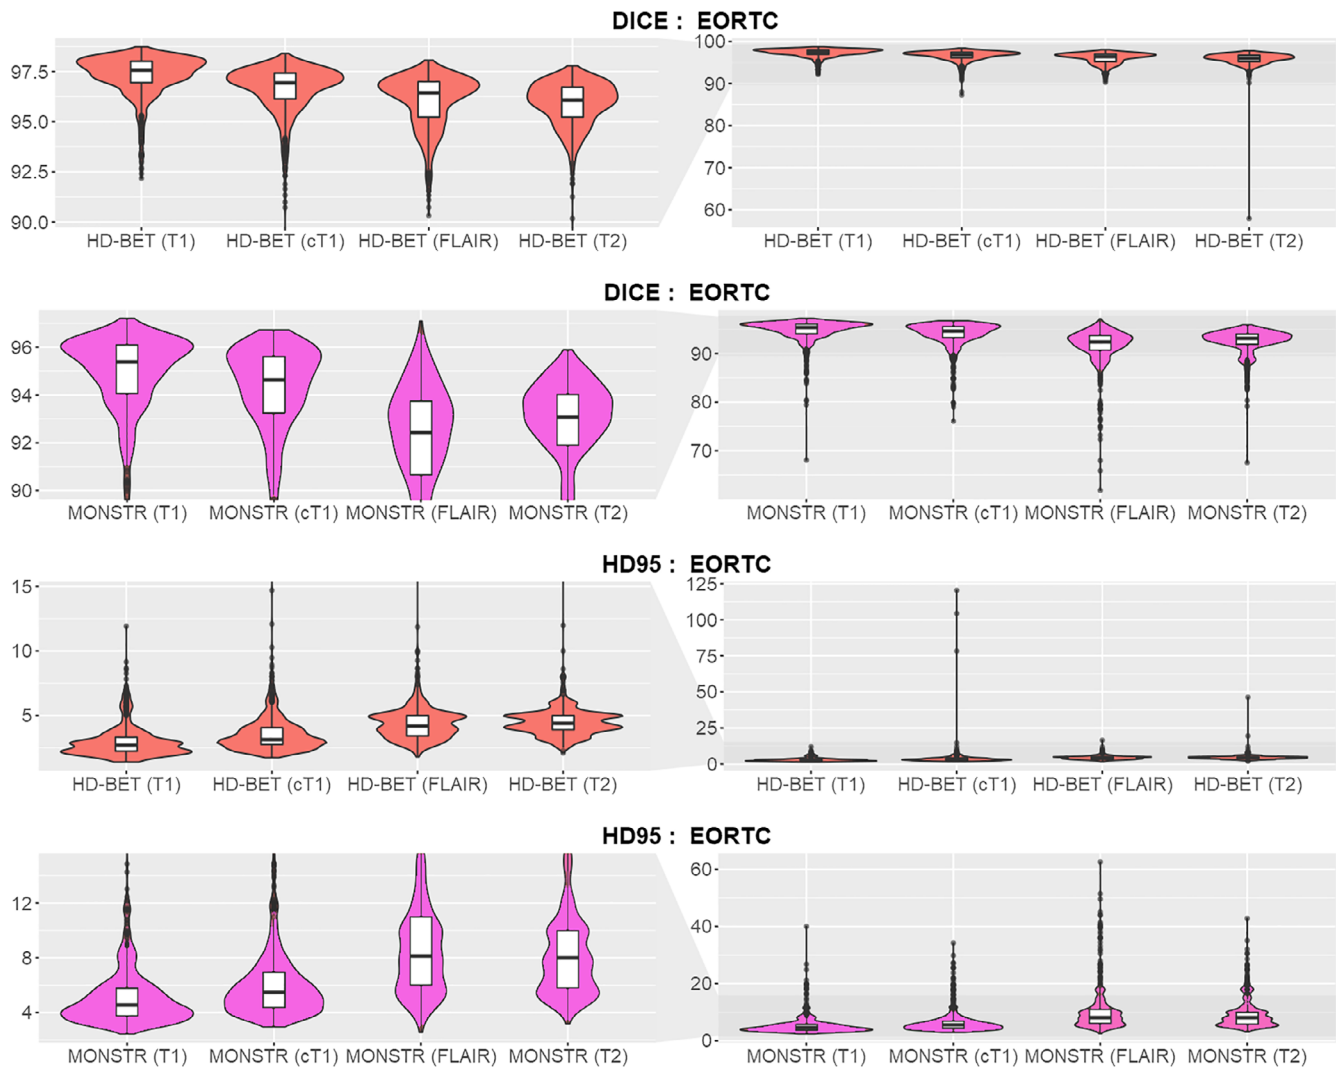 DICE : EORTC
97.5
95.0
92.5
90.0
HD-BET (T1) HD-BET (cT1) HD-BET (FLAIR) HD-BET (T2)
100
90
80
70
60
HD-BET (T1) HD-BET (cT1) HD-BET (FLAIR) HD-BET (T2)
DICE : EORTC
96
94
92
90
MONSTR (T1) MONSTR (cT1) MONSTR (FLAIR) MONSTR (T2)
90
80
70
MONSTR (T1) MONSTR (cT1) MONSTR (FLAIR) MONSTR (T2)
HD95 : EORTC
15
10
5
HD-BET (T1) HD-BET (cT1) HD-BET (FLAIR) HD-BET (T2)
125
100
75
50
25
0
HD-BET (T1) HD-BET (cT1) HD-BET (FLAIR) HD-BET (T2)
HD95 : EORTC
12
8
4
MONSTR (T1) MONSTR (cT1) MONSTR (FLAIR) MONSTR (T2)
60
40
20
0
MONSTR (T1) MONSTR (cT1) MONSTR (FLAIR) MONSTR (T2)